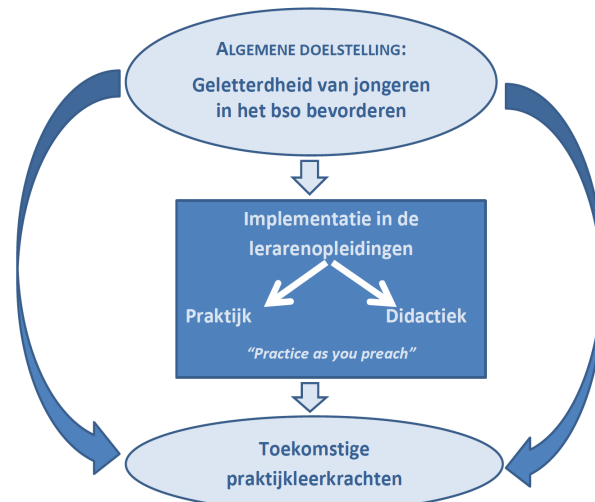 ALGEMENE DOELSTELLING:
Geletterdheid van jongeren
in het bso bevorderen
Implementatie in de
lerarenopleidingen
Praktijk
Didactiek
“Practice as you preach”
Toekomstige
praktijkleerkrachten